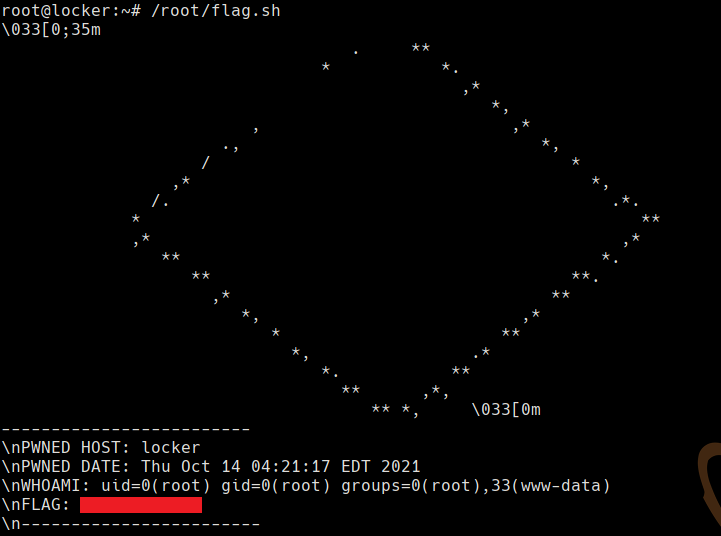 root@locker:~# /root/flag.sh
\033[0;35m
.     **
*           *.
,*
*,
,                         ,*
.,                              *,
/                                    *
,*                                        *,
/.                                            .*.
*                                                  **
,*                                               ,*
**                                           *.
**                                    **.
,*                                **
*,                          ,*
*                      **
*,                .*
*.           **
**      ,*,
** *,     \033[0m
-------------------------
\nPWNED HOST: locker
\nPWNED DATE: Thu Oct 14 04:21:17 EDT 2021
\nWHOAMI: uid=0(root) gid=0(root) groups=0(root),33(www-data)
\nFLAG:
\n------------------------